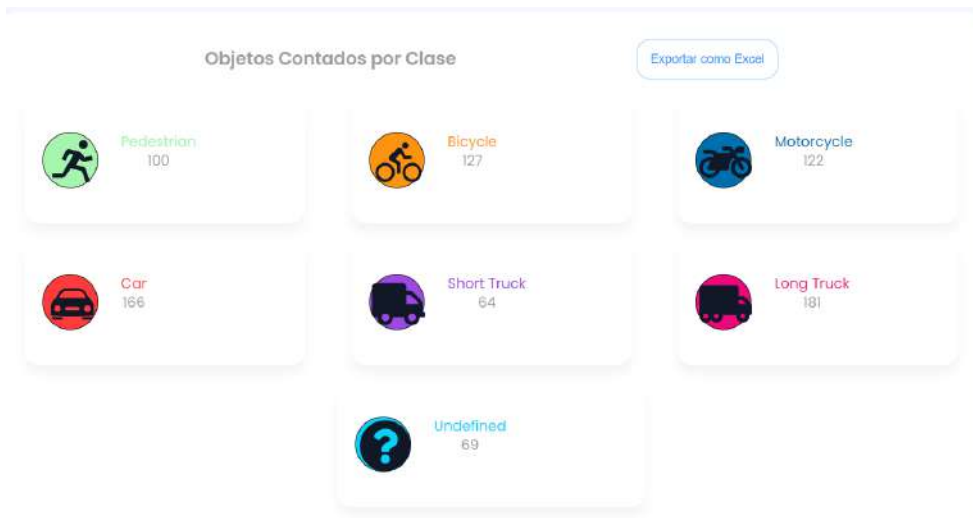 Objetos Contados por Clase
Exportar como Excel
Pedestrian
100
Bicycle
127
Motorcycle
122
Car
166
Short Truck
64
Long Truck
181
?
Undefined
69